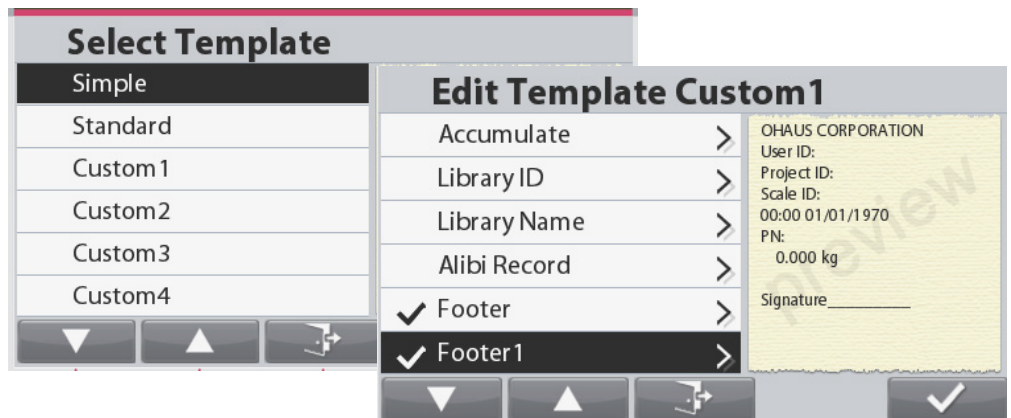 Select Template
Simple
Standard
Custom1
Custom2
Custom3
Custom4
Edit Template Custom1
Accumulate
Library ID
Library Name
Alibi Record
Footer
Footer1
OHAUS CORPORATION
User ID:
Project ID:
Scale ID:
00:00 01/01/1970
PN:
0.000 kg
Signature__________
preview